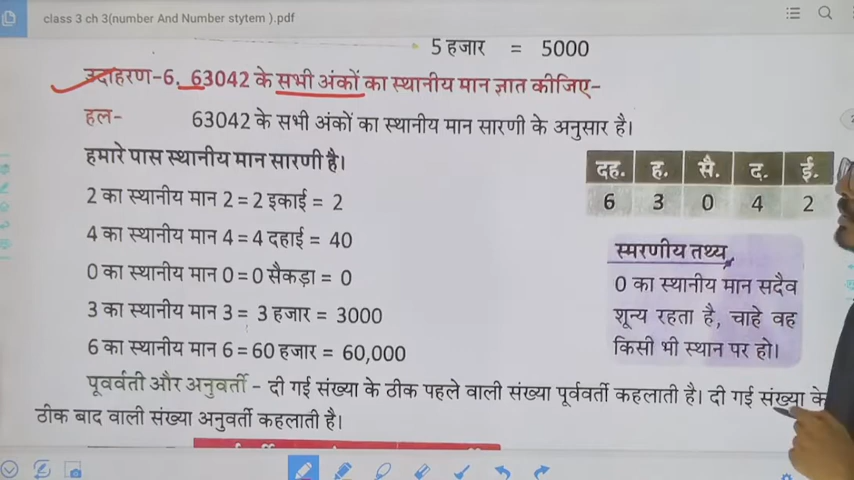 class 3 ch 3(number And Number stytem ).pdf
5 हजार = 5000
उदाहरण-6. 63042 के सभी अंकों का स्थानीय मान ज्ञात कीजिए-
हल- 63042 के सभी अंकों का स्थानीय मान सारणी के अनुसार है।
हमारे पास स्थानीय मान सारणी है।
दह. ह. सै. द. ई.
6 3 0 4 2
2 का स्थानीय मान 2 = 2 इकाई = 2
4 का स्थानीय मान 4 = 4 दहाई = 40
0 का स्थानीय मान 0 = 0 सैकड़ा = 0
3 का स्थानीय मान 3 = 3 हजार = 3000
6 का स्थानीय मान 6 = 60 हजार = 60,000
स्मरणीय तथ्य
0 का स्थानीय मान सदैव
शून्य रहता है, चाहे वह
किसी भी स्थान पर हो।
पूवर्वती और अनुवर्ती - दी गई संख्या के ठीक पहले वाली संख्या पूर्ववर्ती कहलाती है। दी गई संख्या के
ठीक बाद वाली संख्या अनुवर्ती कहलाती है।